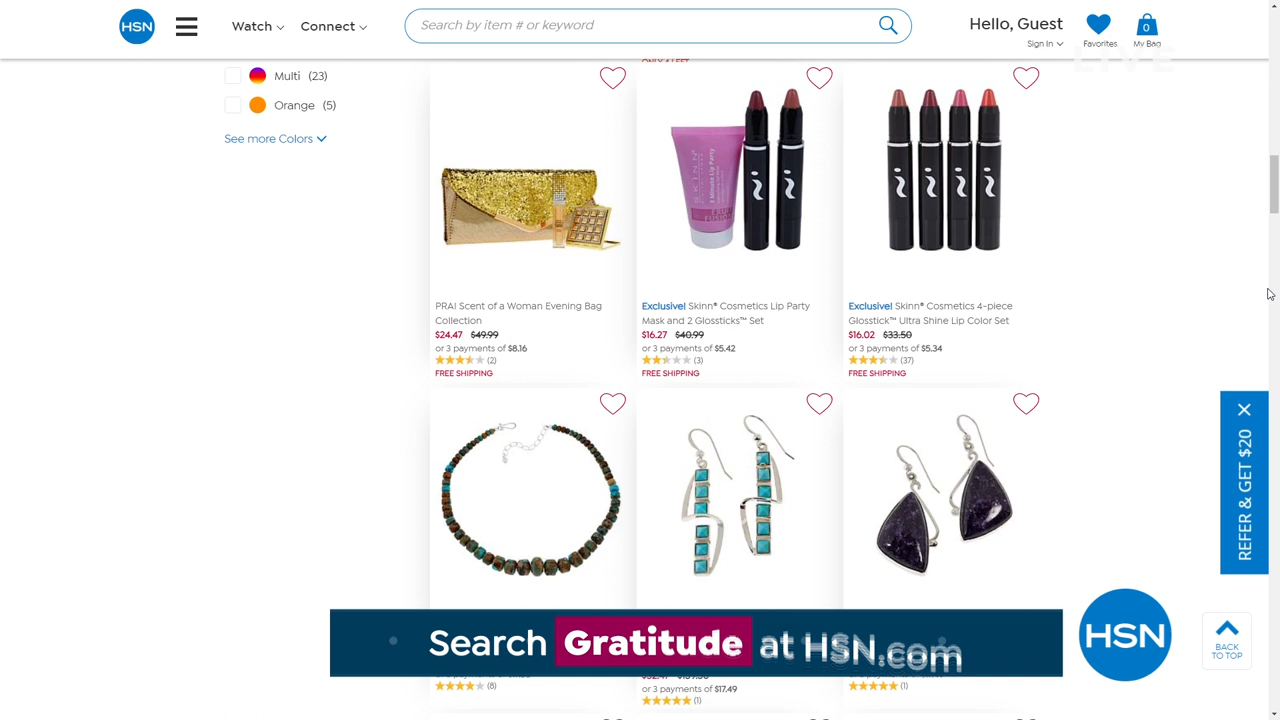 HSN
Watch
Connect
Search by item # or keyword
Hello, Guest
Sign In
Favorites
0
My Bag
LIVE
Multi (23)
Orange (5)
See more Colors
PRAI Scent of a Woman Evening Bag
Collection
$24.47 $49.99
or 3 payments of $8.16
(2)
FREE SHIPPING
SKINN
Exclusive! Skinn® Cosmetics Lip Party
Mask and 2 Glossticks™ Set
$16.27 $40.99
or 3 payments of $5.42
(3)
FREE SHIPPING
Exclusive! Skinn® Cosmetics 4-piece
Glosstick™ Ultra Shine Lip Color Set
$16.02 $33.50
or 3 payments of $5.34
(37)
FREE SHIPPING
REFER & GET $20
Search Gratitude at HSN.com
HSN
BACK
TO TOP
(8)
or 3 payments of $17.49
(1)
(1)